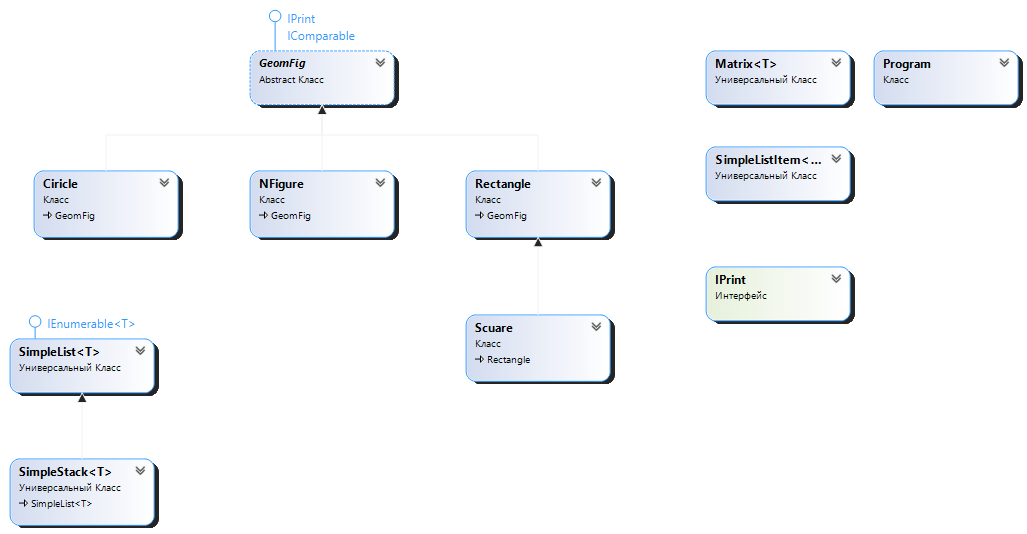 IPrint
IComparable
GeomFig
Abstract Класс
Matrix<T>
Универсальный Класс
Program
Класс
SimpleListItem<...
Универсальный Класс
Ciricle
Класс
GeomFig
NFigure
Класс
GeomFig
Rectangle
Класс
GeomFig
IPrint
Интерфейс
IEnumerable<T>
SimpleList<T>
Универсальный Класс
Scuare
Класс
Rectangle
SimpleStack<T>
Универсальный Класс
SimpleList<T>